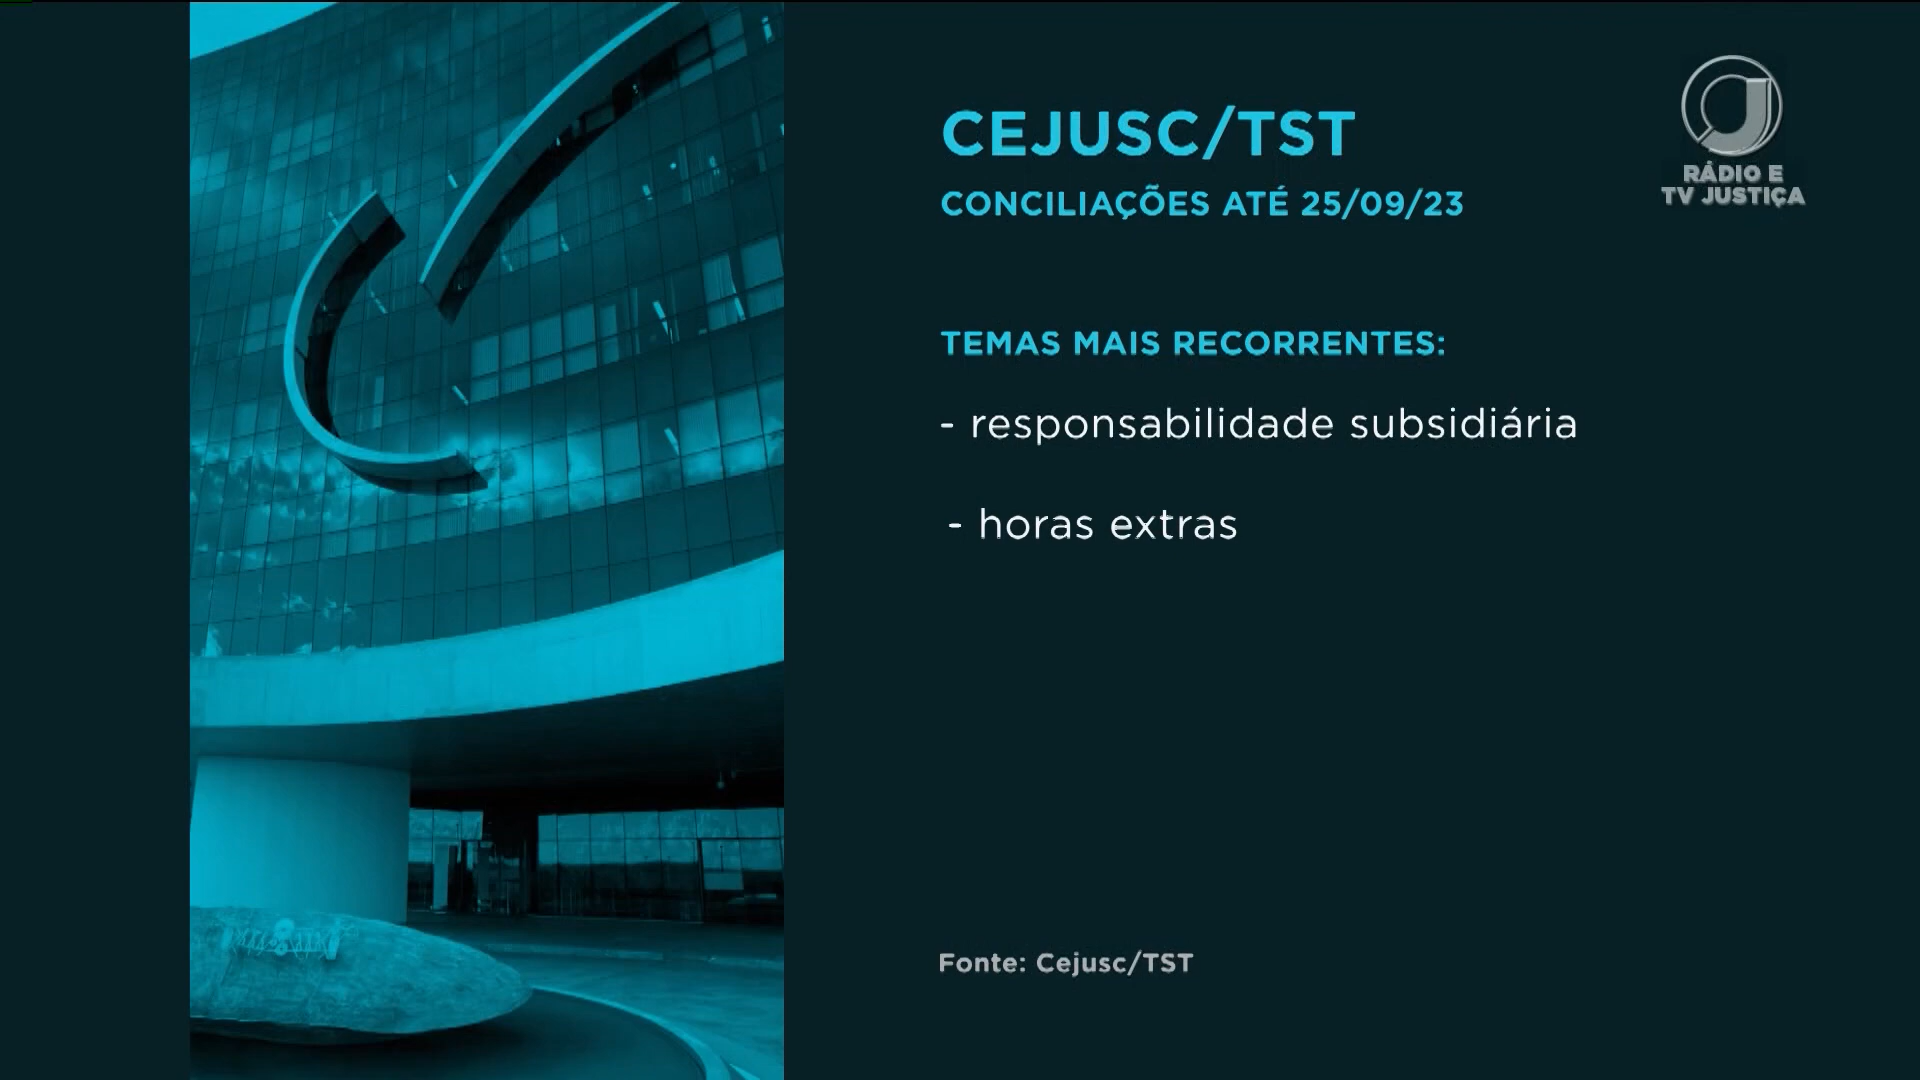 CEJUSC/TST
CONCILIAÇÕES ATÉ 25/09/23
RÁDIO E
TV JUSTIÇA
TEMAS MAIS RECORRENTES:
- responsabilidade subsidiária
- horas extras
Fonte: Cejusc/TST